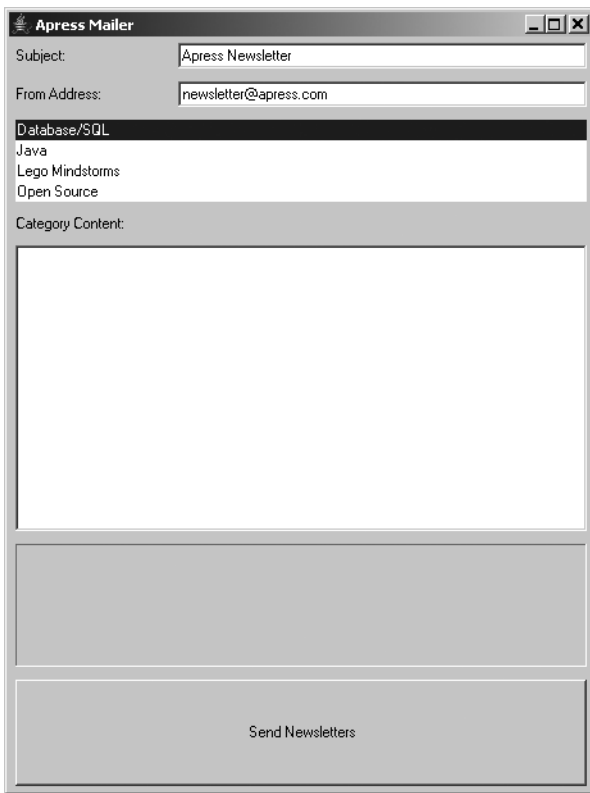 Apress Mailer
Subject: Apress Newsletter
From Address: newsletter@apress.com
Database/SQL
Java
Lego Mindstorms
Open Source
Category Content:
Send Newsletters